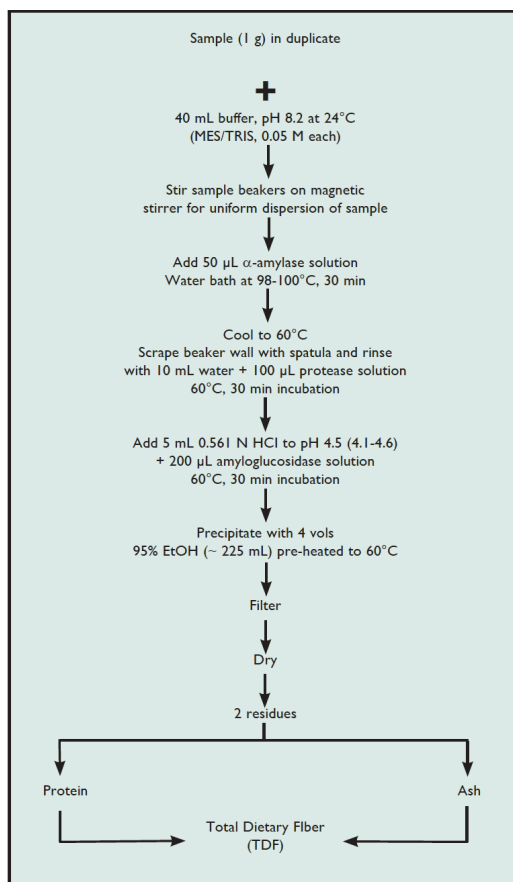 Sample (1 g) in duplicate
+
40 mL buffer, pH 8.2 at 24°C
(MES/TRIS, 0.05 M each)
Stir sample beakers on magnetic
stirrer for uniform dispersion of sample
Add 50 µL α-amylase solution
Water bath at 98-100°C, 30 min
Cool to 60°C
Scrape beaker wall with spatula and rinse
with 10 mL water + 100 µL protease solution
60°C, 30 min incubation
Add 5 mL 0.561 N HCl to pH 4.5 (4.1-4.6)
+ 200 µL amyloglucosidase solution
60°C, 30 min incubation
Precipitate with 4 vols
95% EtOH (~ 225 mL) pre-heated to 60°C
Filter
Dry
2 residues
Protein
Ash
Total Dietary FIber
(TDF)